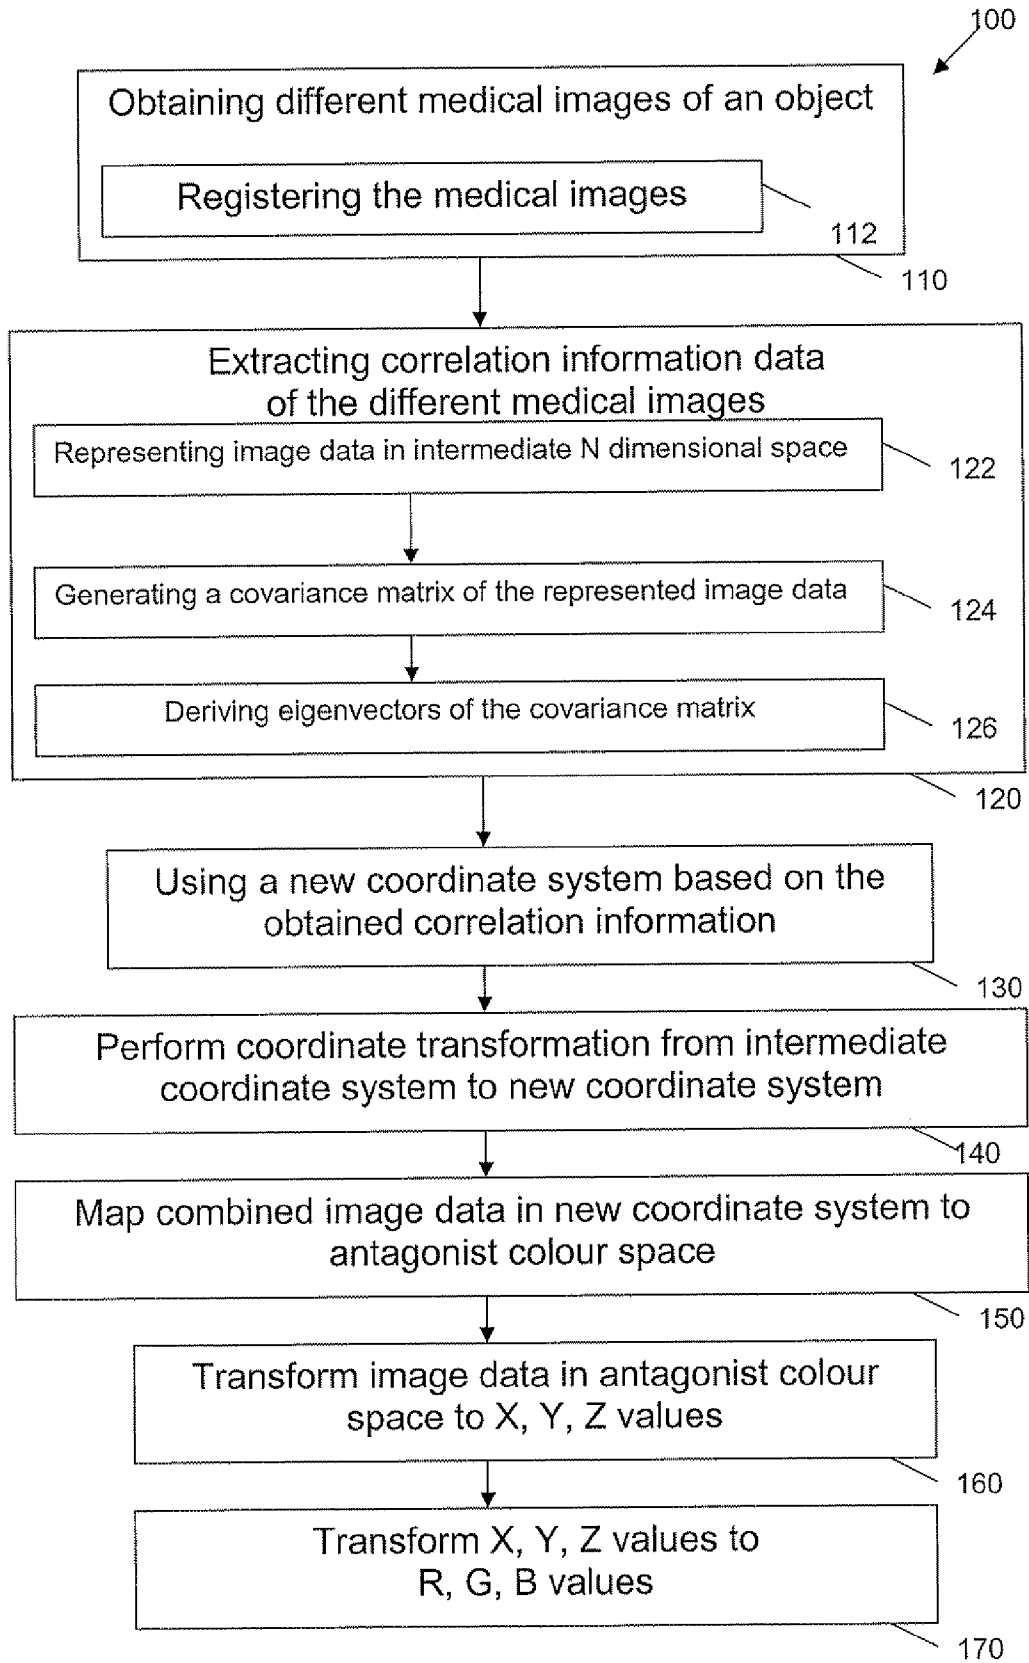 100
Obtaining different medical images of an object
Registering the medical images
112
110
Extracting correlation information data
of the different medical images
Representing image data in intermediate N dimensional space
122
Generating a covariance matrix of the represented image data
124
Deriving eigenvectors of the covariance matrix
126
120
Using a new coordinate system based on the
obtained correlation information
130
Perform coordinate transformation from intermediate
coordinate system to new coordinate system
140
Map combined image data in new coordinate system to
antagonist colour space
150
Transform image data in antagonist colour
space to X, Y, Z values
160
Transform X, Y, Z values to
R, G, B values
170